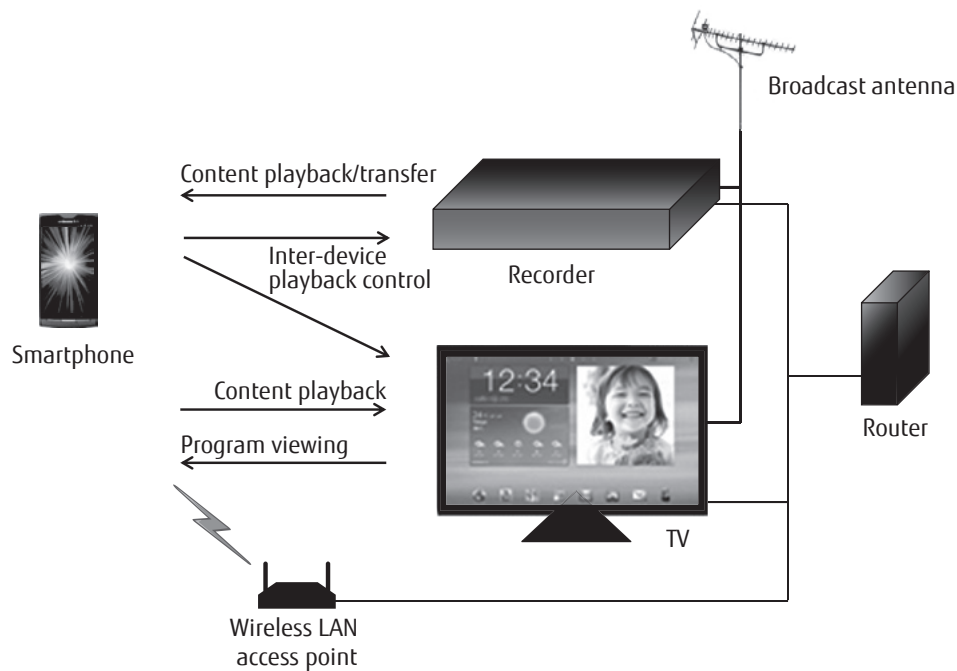 Broadcast antenna
Content playback/transfer
Inter-device
playback control
Recorder
Smartphone
12:34
Content playback
Router
Program viewing
TV
Wireless LAN
access point